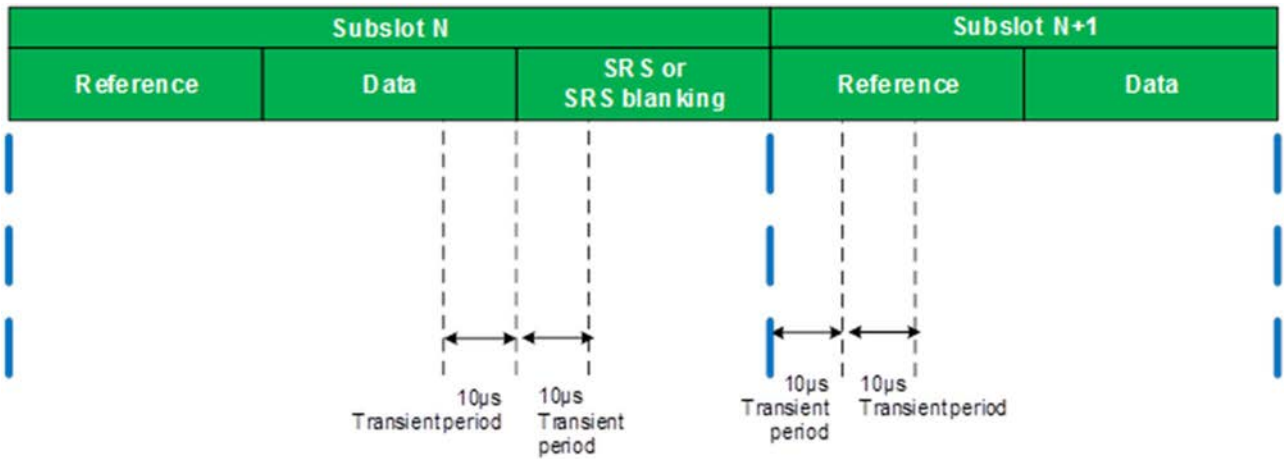 Subslot N
Subslot N+1
Reference
Data
SRS or
SRS blanking
Reference
Data
10µs
Transient period
10µs
Transient
period
10µs
Transient
period
10µs
Transient period